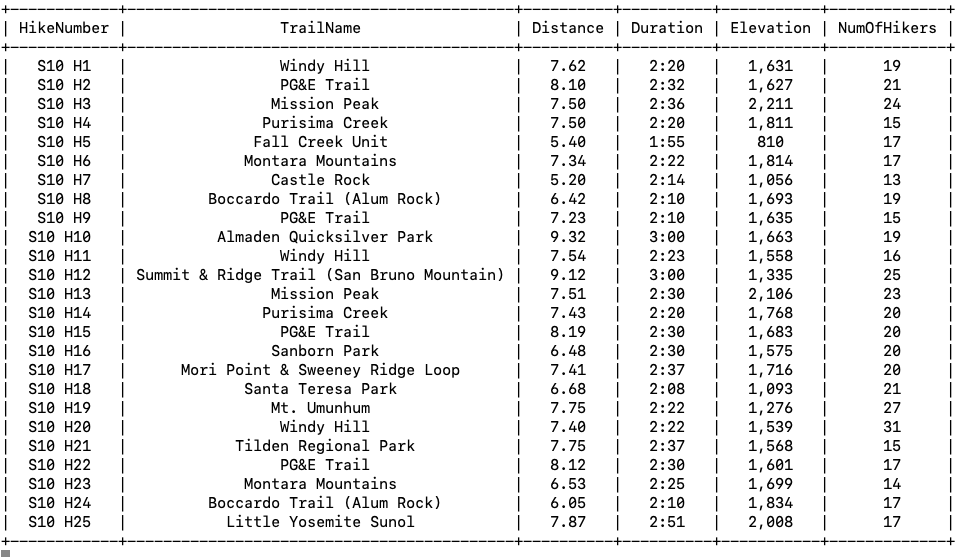 +-----------+-------------------------------------------+----------+----------+-----------+-------------+
| HikeNumber | TrailName | Distance | Duration | Elevation | NumOfHikers |
+-----------+-------------------------------------------+----------+----------+-----------+-------------+
| S10 H1 | Windy Hill | 7.62 | 2:20 | 1,631 | 19 |
| S10 H2 | PG&E Trail | 8.10 | 2:32 | 1,627 | 21 |
| S10 H3 | Mission Peak | 7.50 | 2:36 | 2,211 | 24 |
| S10 H4 | Purisima Creek | 7.50 | 2:20 | 1,811 | 15 |
| S10 H5 | Fall Creek Unit | 5.40 | 1:55 | 810 | 17 |
| S10 H6 | Montara Mountains | 7.34 | 2:22 | 1,814 | 17 |
| S10 H7 | Castle Rock | 5.20 | 2:14 | 1,056 | 13 |
| S10 H8 | Boccardo Trail (Alum Rock) | 6.42 | 2:10 | 1,693 | 19 |
| S10 H9 | PG&E Trail | 7.23 | 2:10 | 1,635 | 15 |
| S10 H10 | Almaden Quicksilver Park | 9.32 | 3:00 | 1,663 | 19 |
| S10 H11 | Windy Hill | 7.54 | 2:23 | 1,558 | 16 |
| S10 H12 | Summit & Ridge Trail (San Bruno Mountain) | 9.12 | 3:00 | 1,335 | 25 |
| S10 H13 | Mission Peak | 7.51 | 2:30 | 2,106 | 23 |
| S10 H14 | Purisima Creek | 7.43 | 2:20 | 1,768 | 20 |
| S10 H15 | PG&E Trail | 8.19 | 2:30 | 1,683 | 20 |
| S10 H16 | Sanborn Park | 6.48 | 2:30 | 1,575 | 20 |
| S10 H17 | Mori Point & Sweeney Ridge Loop | 7.41 | 2:37 | 1,716 | 20 |
| S10 H18 | Santa Teresa Park | 6.68 | 2:08 | 1,093 | 21 |
| S10 H19 | Mt. Umunhum | 7.75 | 2:22 | 1,276 | 27 |
| S10 H20 | Windy Hill | 7.40 | 2:22 | 1,539 | 31 |
| S10 H21 | Tilden Regional Park | 7.75 | 2:37 | 1,568 | 15 |
| S10 H22 | PG&E Trail | 8.12 | 2:30 | 1,601 | 17 |
| S10 H23 | Montara Mountains | 6.53 | 2:25 | 1,699 | 14 |
| S10 H24 | Boccardo Trail (Alum Rock) | 6.05 | 2:10 | 1,834 | 17 |
| S10 H25 | Little Yosemite Sunol | 7.87 | 2:51 | 2,008 | 17 |
+-----------+-------------------------------------------+----------+----------+-----------+-------------+